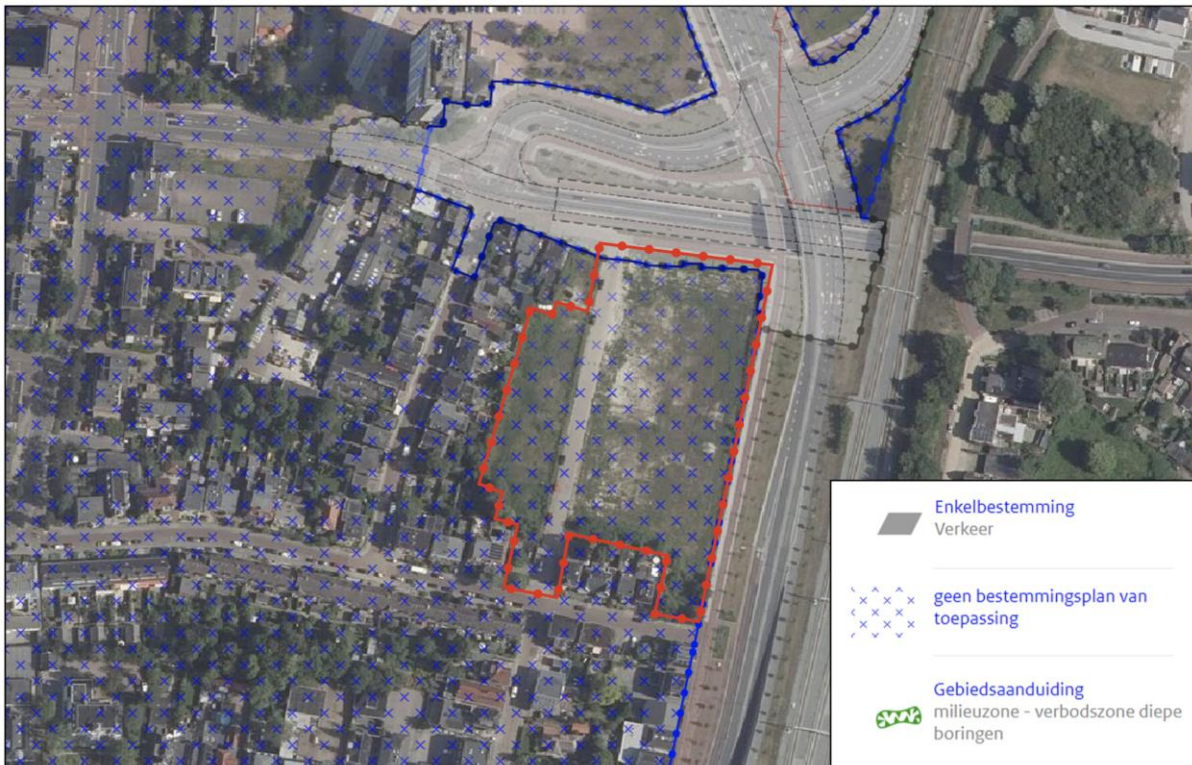 Enkelbestemming
Verkeer
geen bestemmingsplan van
toepassing
Gebiedsaanduiding
milieuzone - verbodszone diepe
boringen